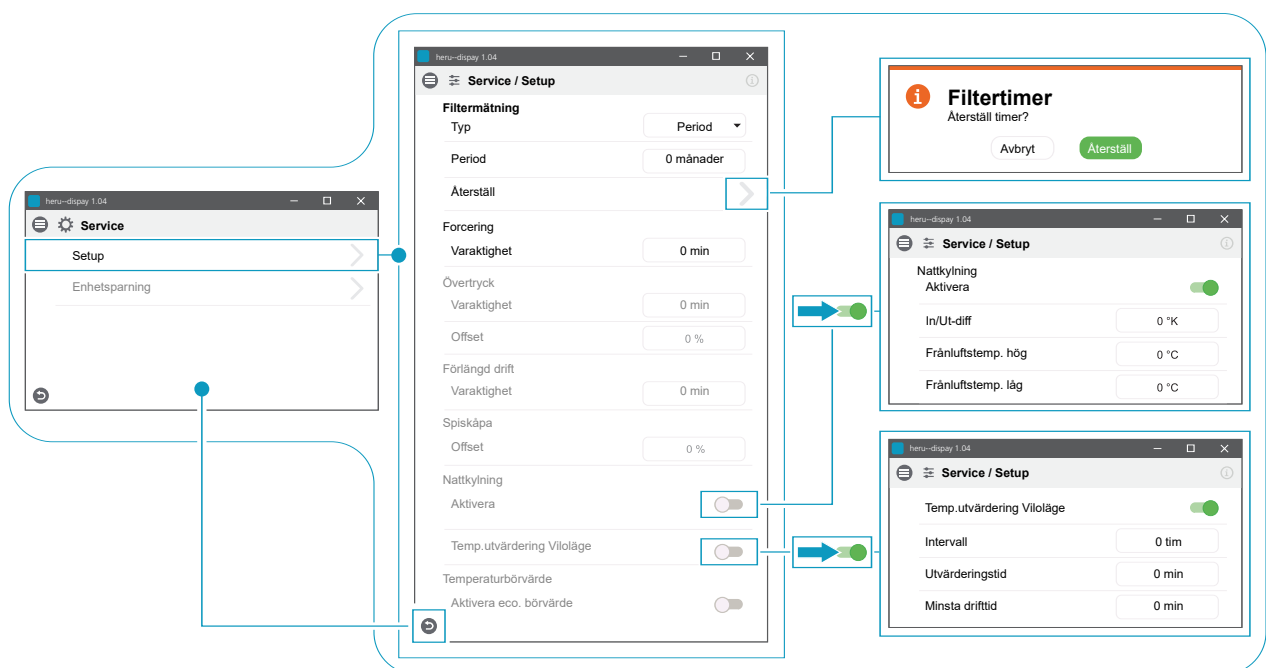 heru--dispay 1.04
Service
Setup
Enhetsparning
heru--dispay 1.04
Service / Setup
Filtermätning
Typ Period
Period 0 månader
Återställ
Forcering
Varaktighet 0 min
Övertryck
Varaktighet 0 min
Offset 0 %
Förlängd drift
Varaktighet 0 min
Spiskåpa
Offset 0 %
Nattkylning
Aktivera
Temp.utvärdering Viloläge
Temperaturbörvärde
Aktivera eco. börvärde
Filtertimer
Återställ timer?
Avbryt Återställ
heru--dispay 1.04
Service / Setup
Nattkylning
Aktivera
In/Ut-diff 0 °K
Frånluftstemp. hög 0 °C
Frånluftstemp. låg 0 °C
heru--dispay 1.04
Service / Setup
Temp.utvärdering Viloläge
Intervall 0 tim
Utvärderingstid 0 min
Minsta drifttid 0 min